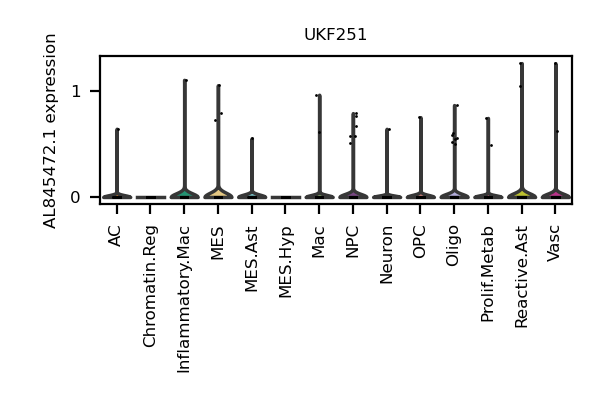 UKF251
AL845472.1 expression
1
0
AC
Chromatin.Reg
Inflammatory.Mac
MES
MES.Ast
MES.Hyp
Mac
NPC
Neuron
OPC
Oligo
Prolif.Metab
Reactive.Ast
Vasc